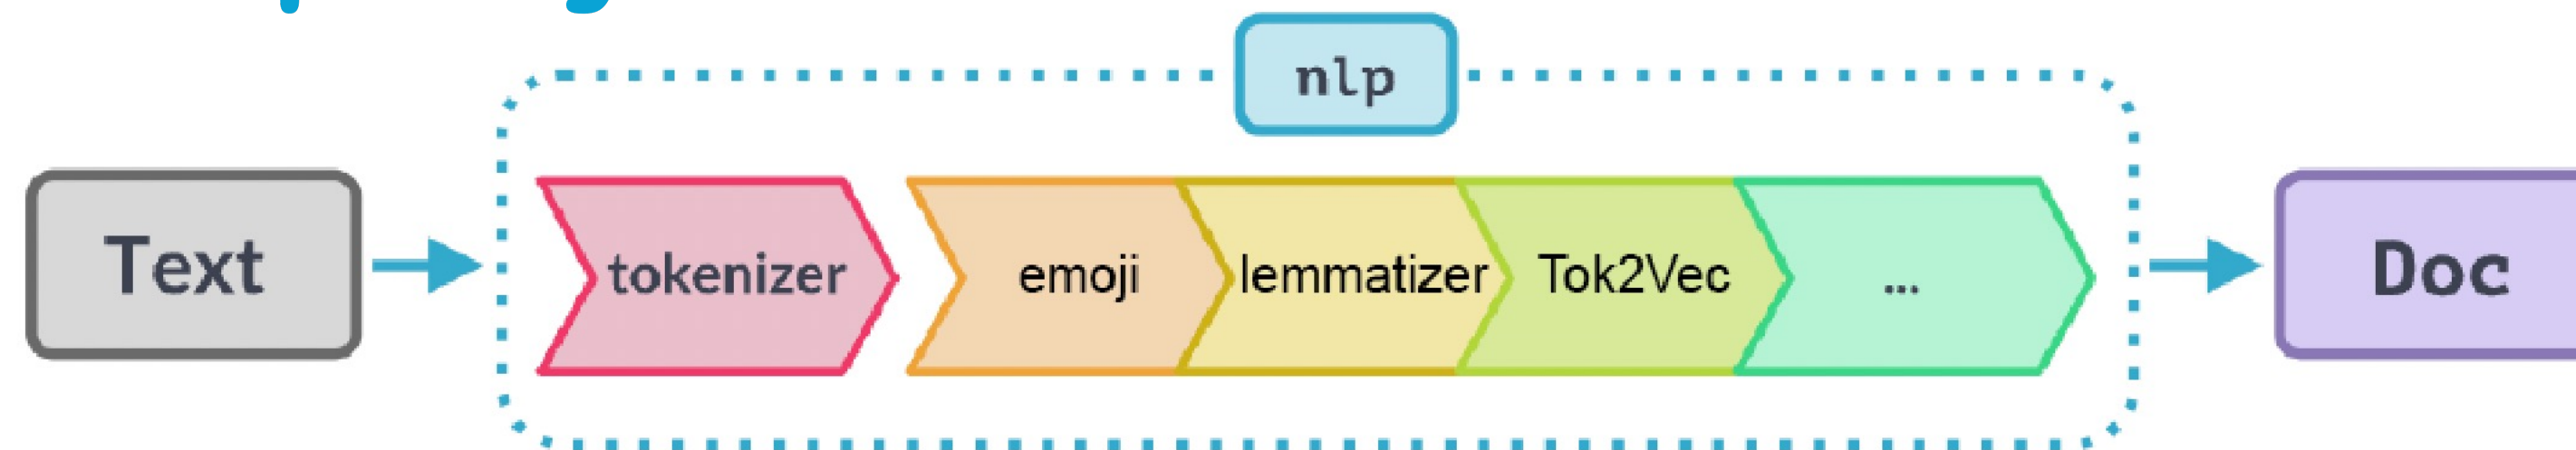 nlp
Text
tokenizer
emoji
lemmatizer
Tok2Vec
...
Doc